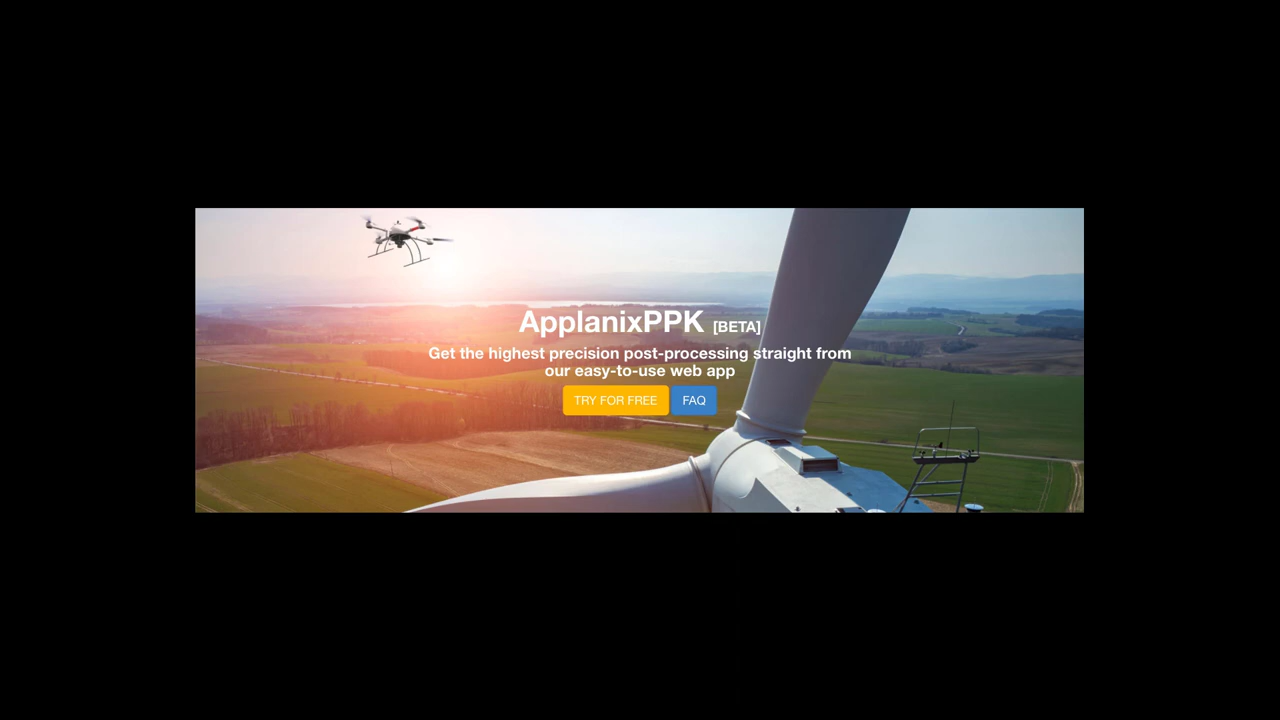 ApplanixPPK [BETA]
Get the highest precision post-processing straight from
our easy-to-use web app
TRY FOR FREE FAQ